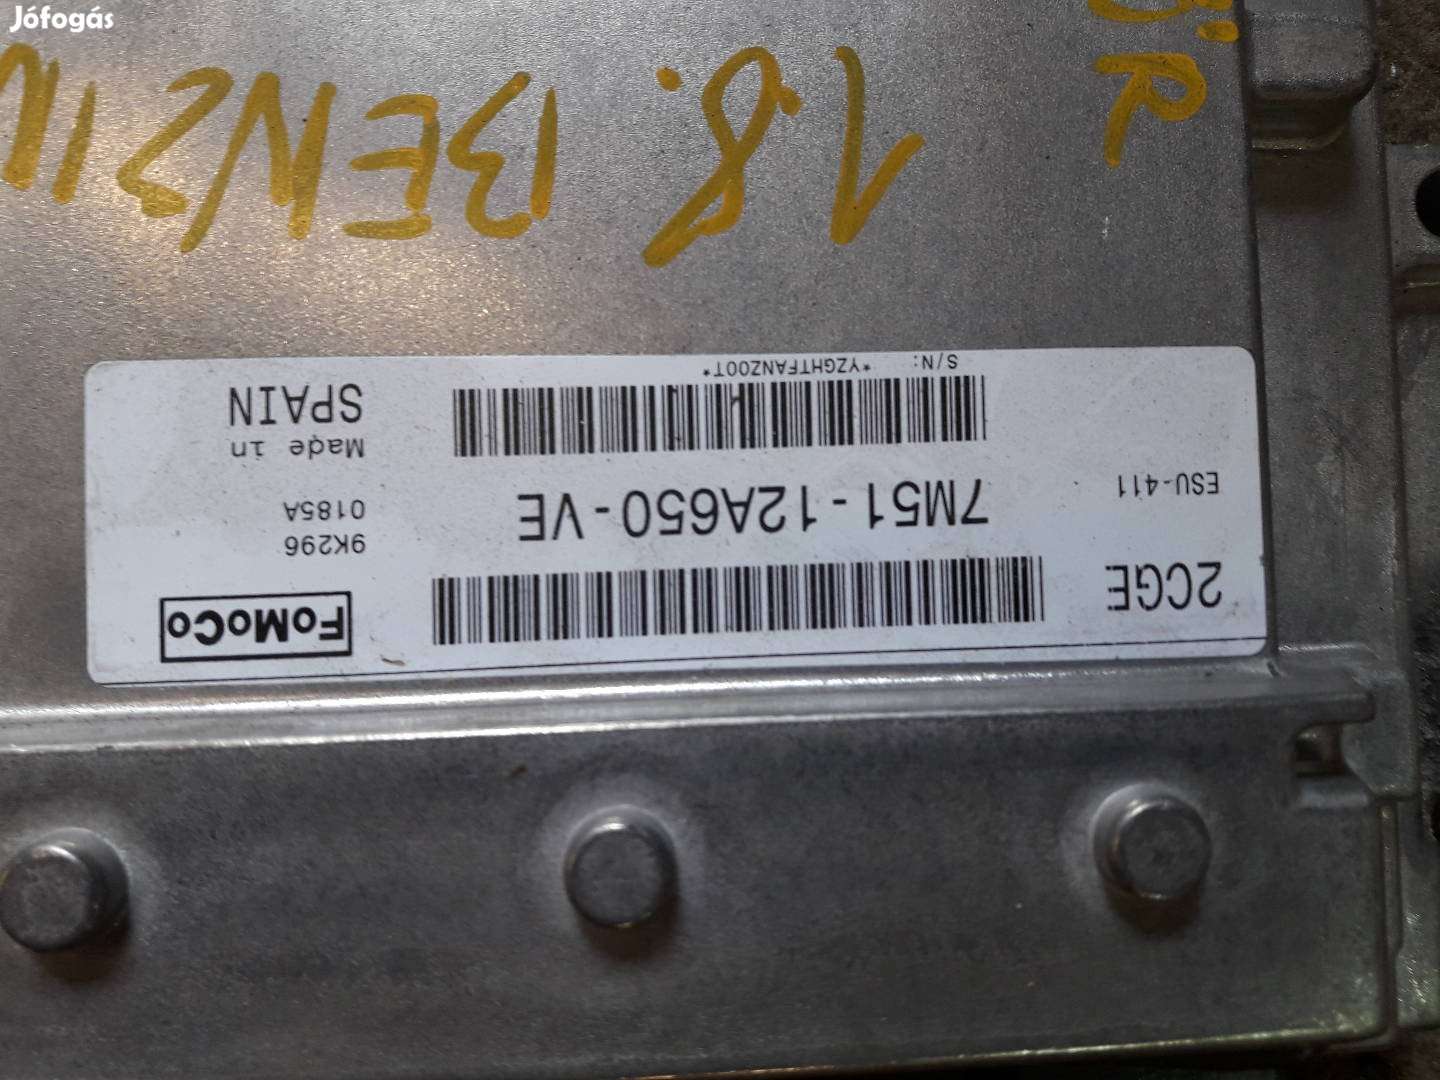 Jófogás
1.8. BENZIN
2CGE
FoMoCo
ESU-411
7M51-12A650-VE
9K296
0185A
S/N: *YZGHTFANZ00T*
Made in
SPAIN